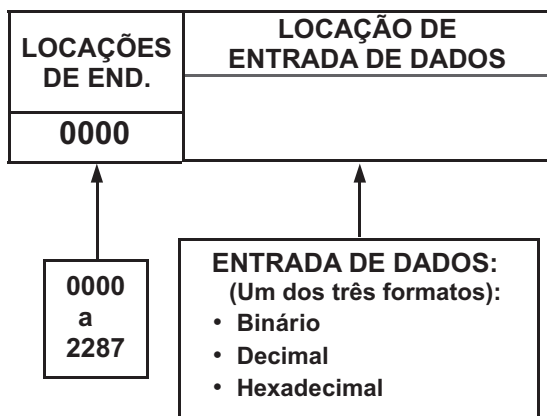 LOCAÇÕES
DE END.
LOCAÇÃO DE
ENTRADA DE DADOS
0000
0000
a
2287
ENTRADA DE DADOS:
(Um dos três formatos):
• Binário
• Decimal
• Hexadecimal